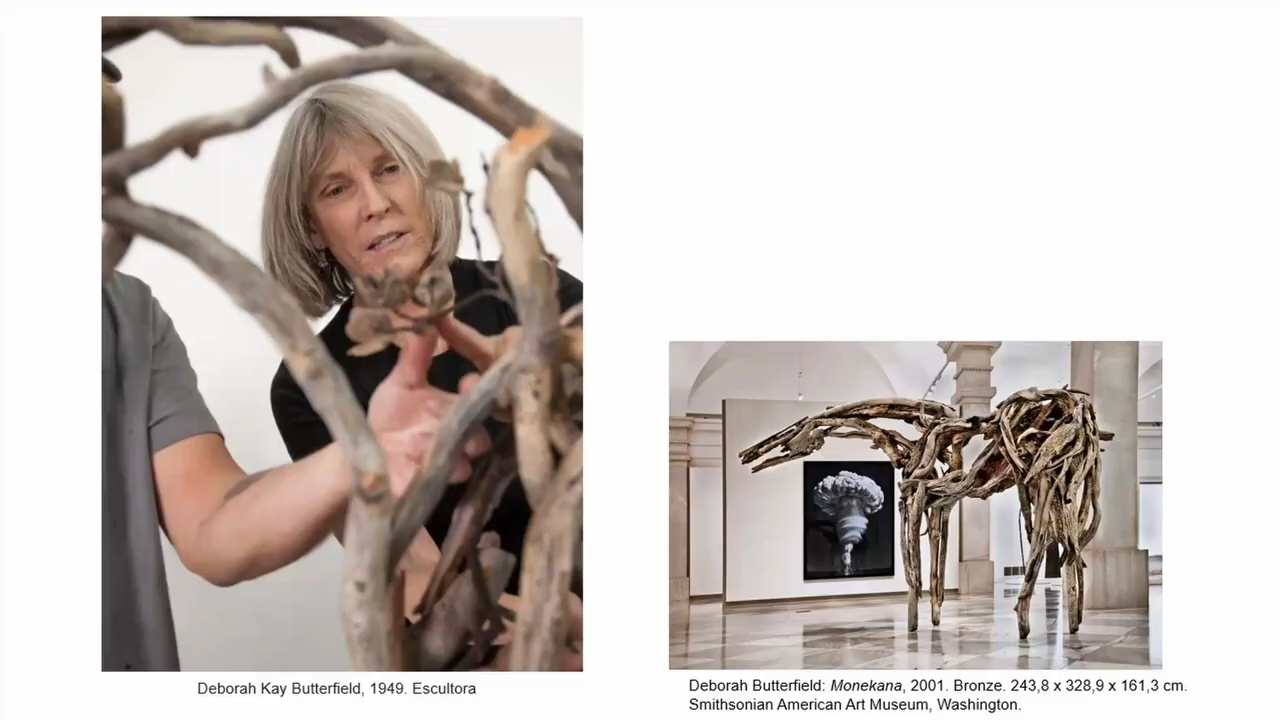 Deborah Kay Butterfield, 1949. Escultora
Deborah Butterfield: Monekana, 2001. Bronze. 243,8 x 328,9 x 161,3 cm.
Smithsonian American Art Museum, Washington.